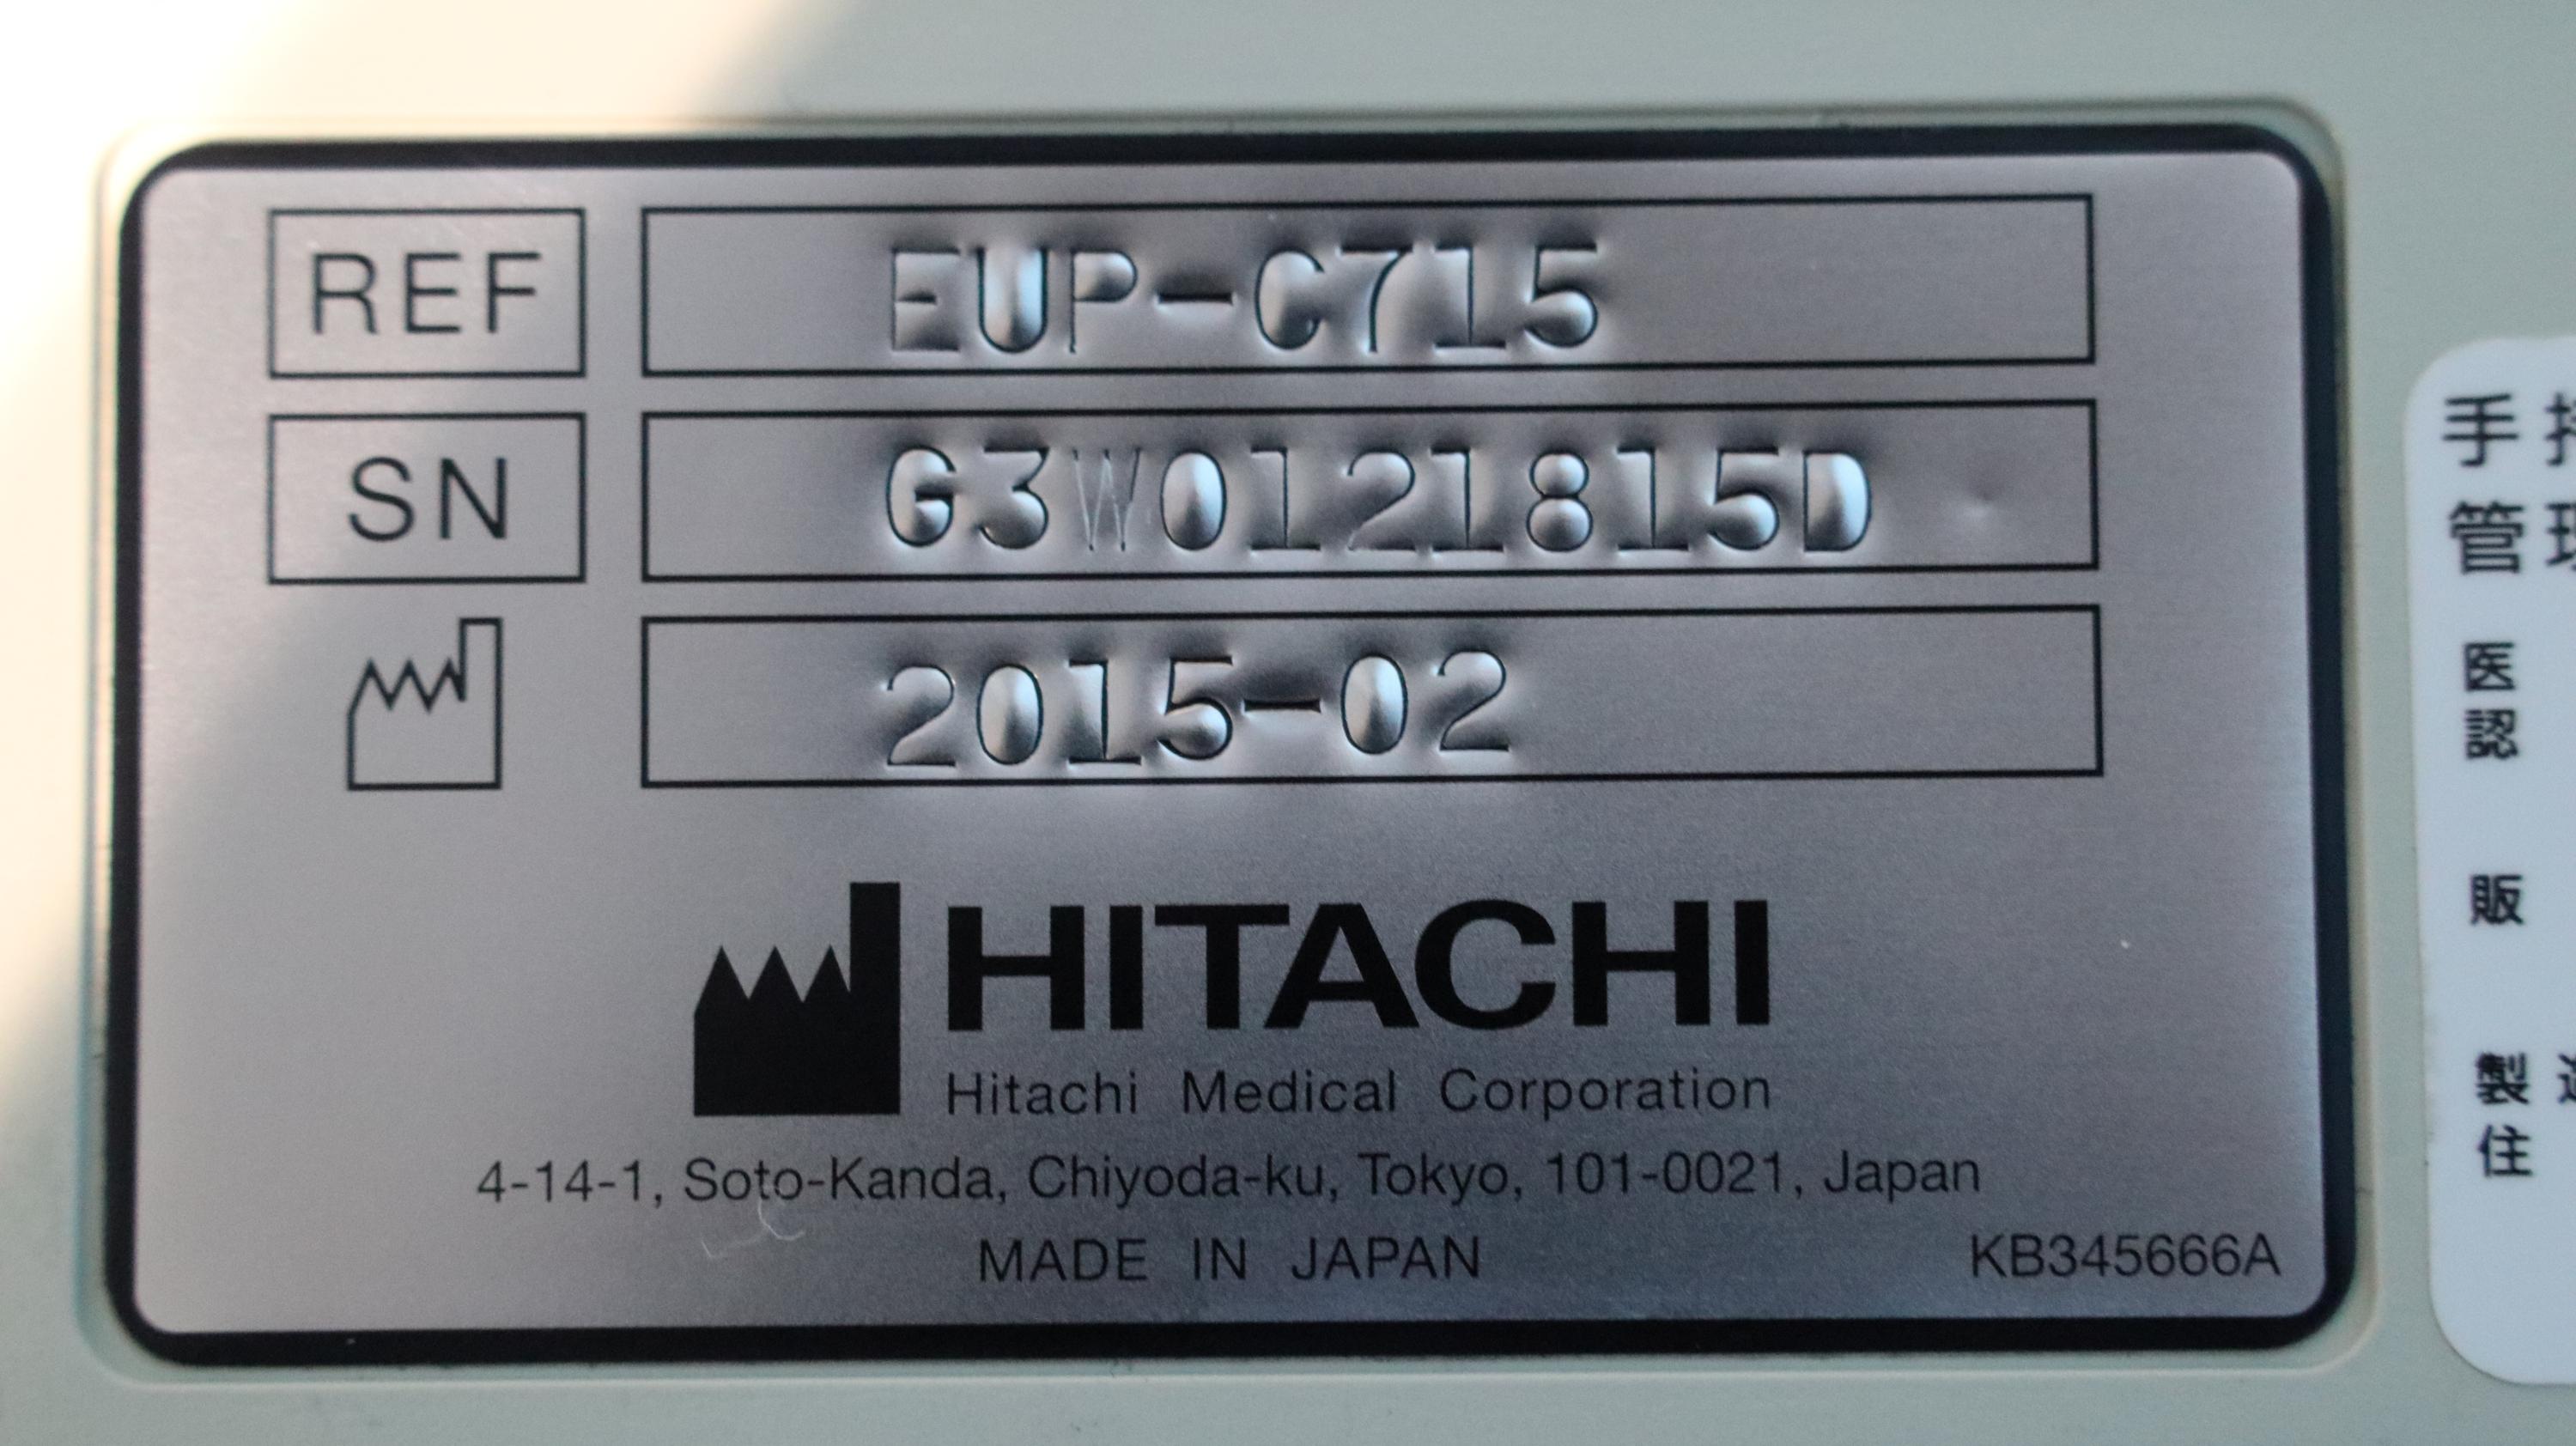 REF EUP-C715
SN G3W0121815D
2015-02
HITACHI
Hitachi Medical Corporation
4-14-1, Soto-Kanda, Chiyoda-ku, Tokyo, 101-0021, Japan
MADE IN JAPAN KB345666A
手
管
医
認
販
製
住